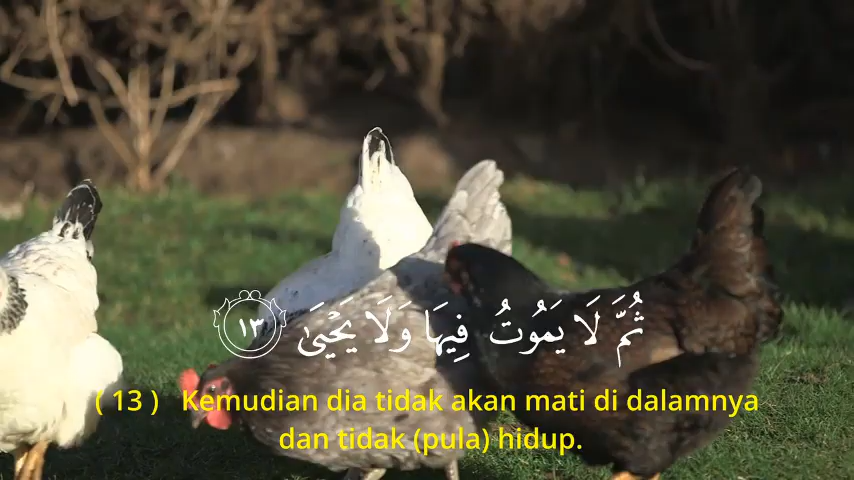 ثُمَّ لَا يَمُوتُ فِيهَا وَلَا يَحْيَىٰ ١٣
( 13 ) Kemudian dia tidak akan mati di dalamnya
dan tidak (pula) hidup.